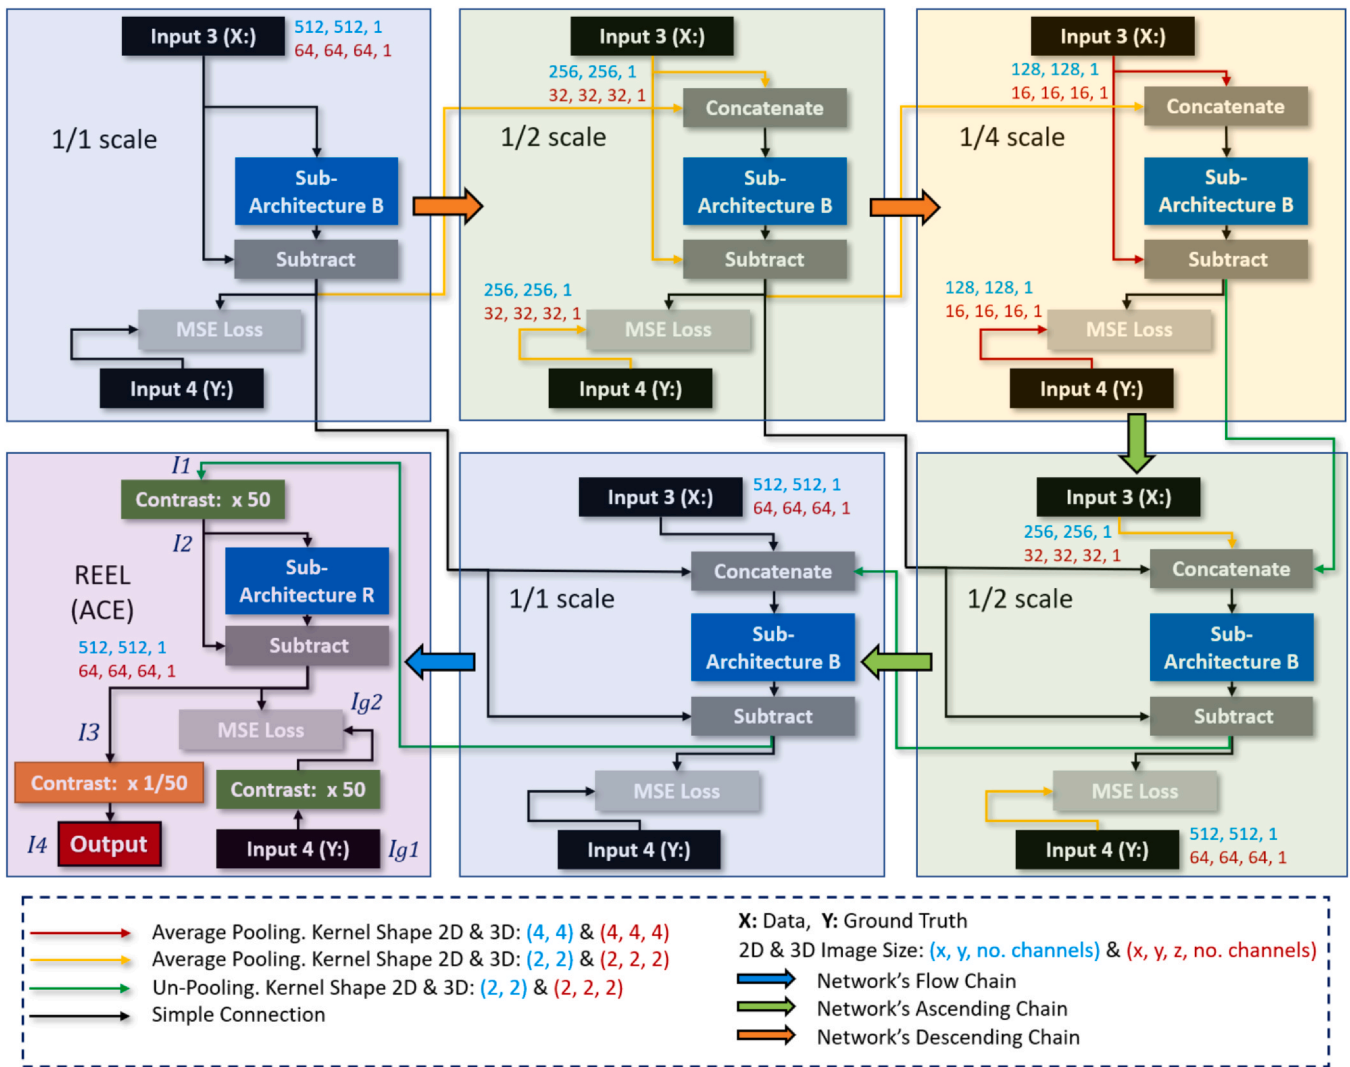 Input 3 (X:)
512, 512, 1
64, 64, 64, 1
1/1 scale
Sub-
Architecture B
Subtract
MSE Loss
Input 4 (Y:)
Input 3 (X:)
256, 256, 1
32, 32, 32, 1
Concatenate
1/2 scale
Sub-
Architecture B
Subtract
256, 256, 1
32, 32, 32, 1
MSE Loss
Input 4 (Y:)
Input 3 (X:)
128, 128, 1
16, 16, 16, 1
Concatenate
1/4 scale
Sub-
Architecture B
Subtract
128, 128, 1
16, 16, 16, 1
MSE Loss
Input 4 (Y:)
I1
Contrast: x 50
I2
REEL
(ACE)
Sub-
Architecture R
Subtract
512, 512, 1
64, 64, 64, 1
Ig2
I3
MSE Loss
Contrast: x 1/50
Contrast: x 50
I4
Output
Input 4 (Y:)
Ig1
Input 3 (X:)
512, 512, 1
64, 64, 64, 1
Concatenate
1/1 scale
Sub-
Architecture B
Subtract
MSE Loss
Input 4 (Y:)
Input 3 (X:)
256, 256, 1
32, 32, 32, 1
Concatenate
1/2 scale
Sub-
Architecture B
Subtract
MSE Loss
Input 4 (Y:)
512, 512, 1
64, 64, 64, 1
Average Pooling. Kernel Shape 2D & 3D: (4, 4) & (4, 4, 4)
Average Pooling. Kernel Shape 2D & 3D: (2, 2) & (2, 2, 2)
Un-Pooling. Kernel Shape 2D & 3D: (2, 2) & (2, 2, 2)
Simple Connection
X: Data, Y: Ground Truth
2D & 3D Image Size: (x, y, no. channels) & (x, y, z, no. channels)
Network's Flow Chain
Network's Ascending Chain
Network's Descending Chain